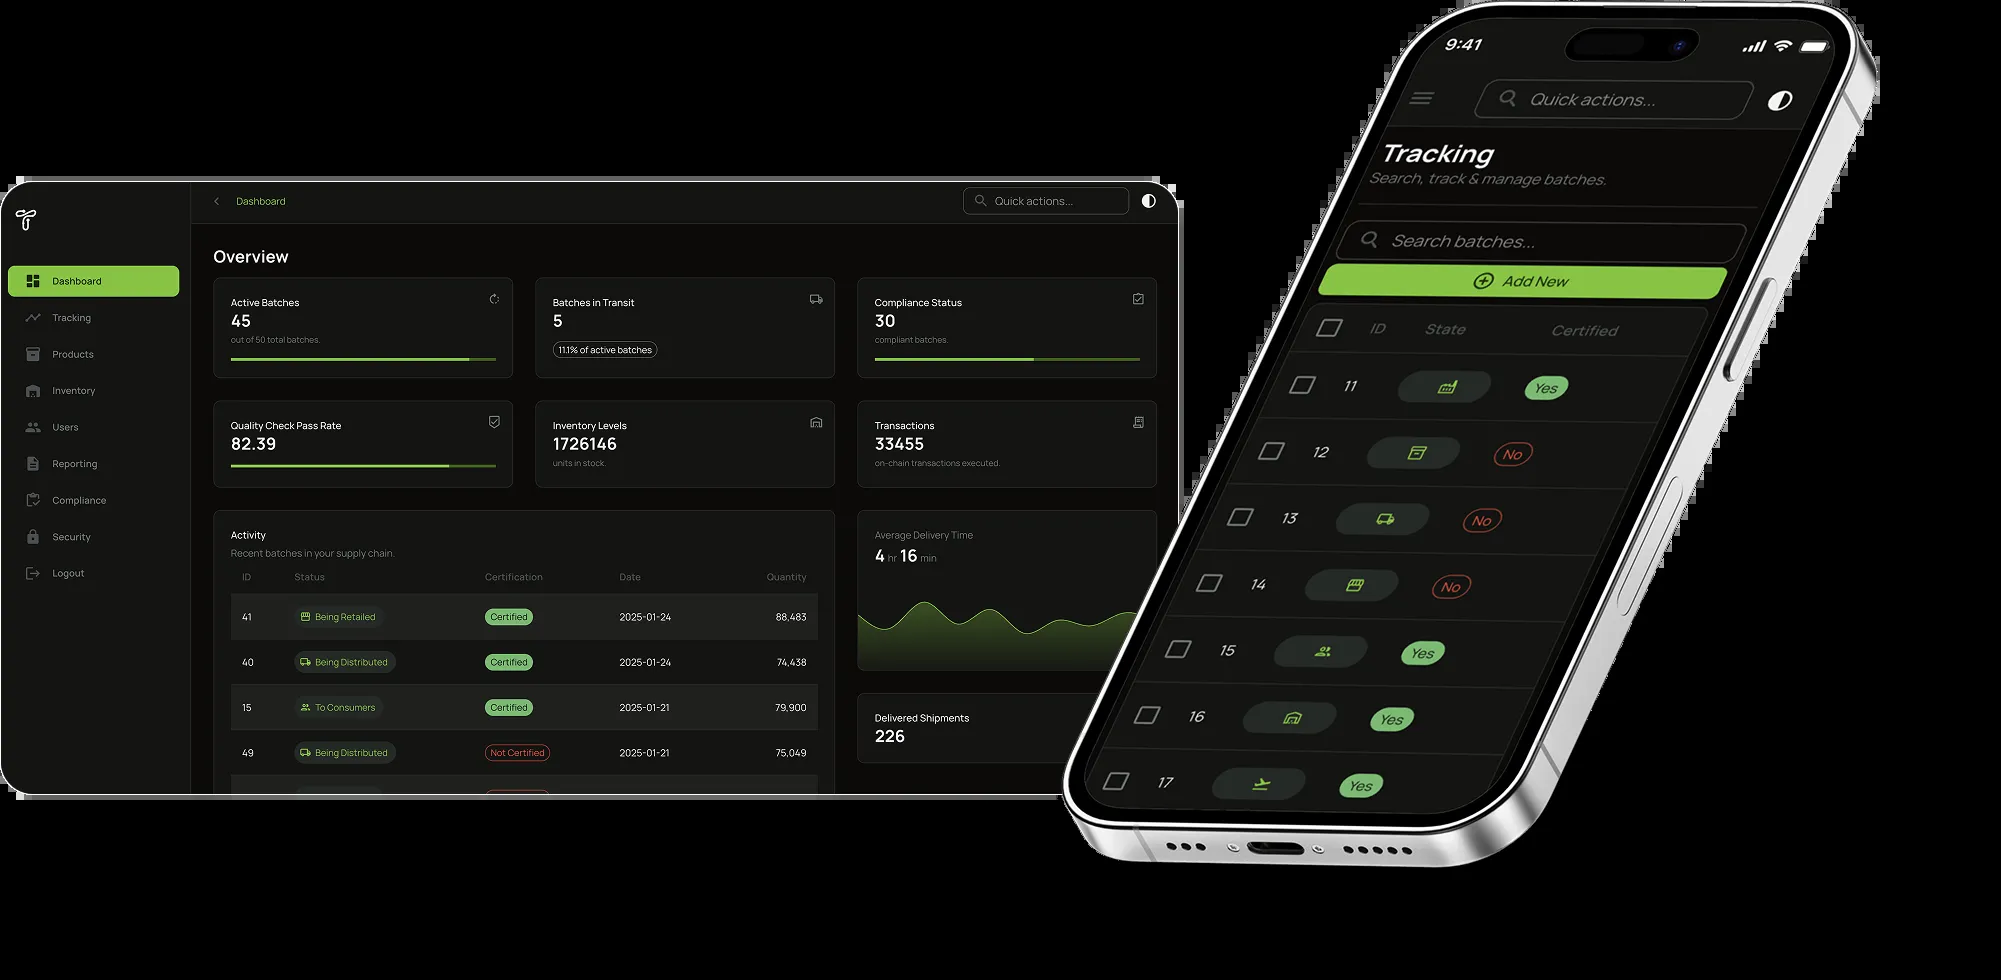 Dashboard
Quick actions...
Dashboard
Tracking
Products
Inventory
Users
Reporting
Compliance
Security
Logout
Overview
Active Batches
45
out of 50 total batches.
Batches in Transit
5
11.1% of active batches
Compliance Status
30
compliant batches.
Quality Check Pass Rate
82.39
Inventory Levels
1726146
units in stock.
Transactions
33455
on-chain transactions executed.
Activity
Recent batches in your supply chain.
ID Status Certification Date Quantity
41 Being Retailed Certified 2025-01-24 88,483
40 Being Distributed Certified 2025-01-24 74,438
15 To Consumers Certified 2025-01-21 79,900
49 Being Distributed Not Certified 2025-01-21 75,049
Average Delivery Time
4 hr 16 min
Delivered Shipments
226
9:41
Quick actions...
Tracking
Search, track & manage batches.
Search batches...
Add New
ID State Certified
11 Yes
12 No
13 No
14 No
15 Yes
16 Yes
17 Yes